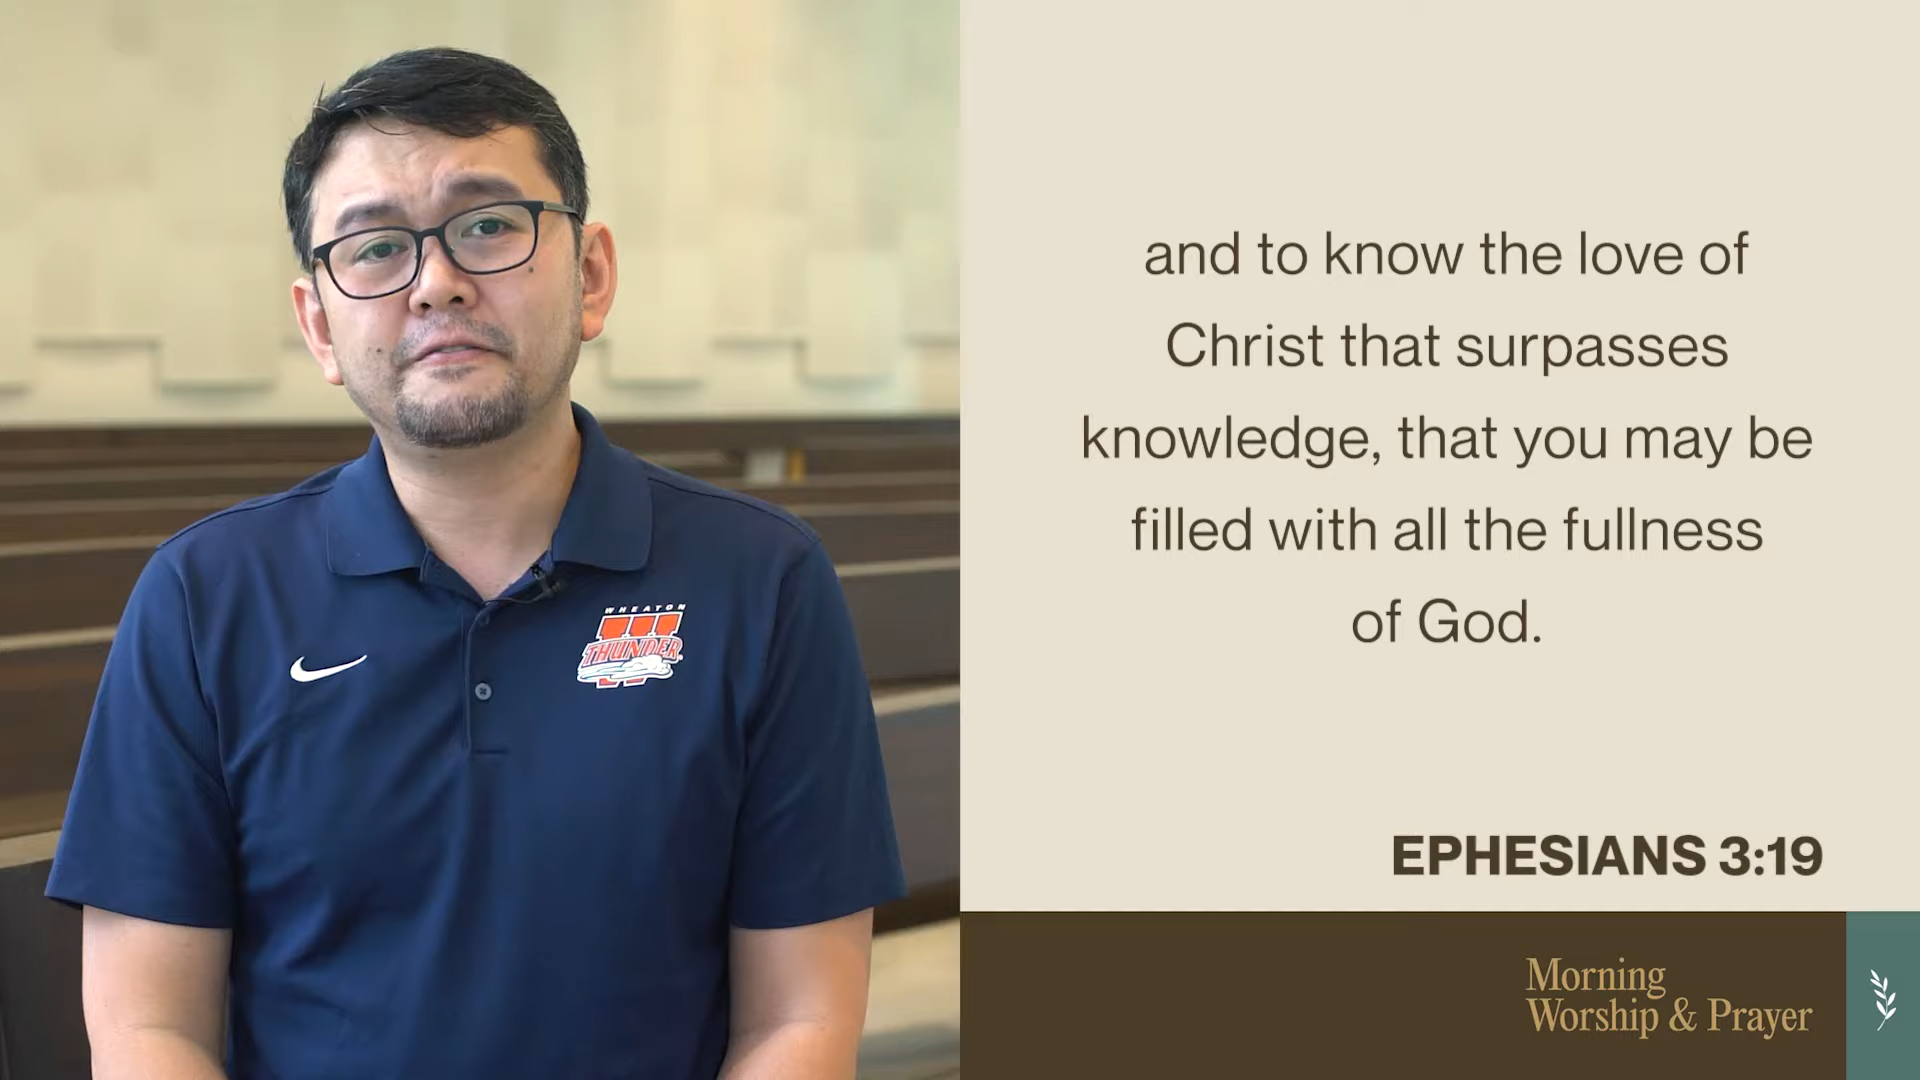 WHEATON
THUNDER
and to know the love of
Christ that surpasses
knowledge, that you may be
filled with all the fullness
of God.
EPHESIANS 3:19
Morning
Worship & Prayer